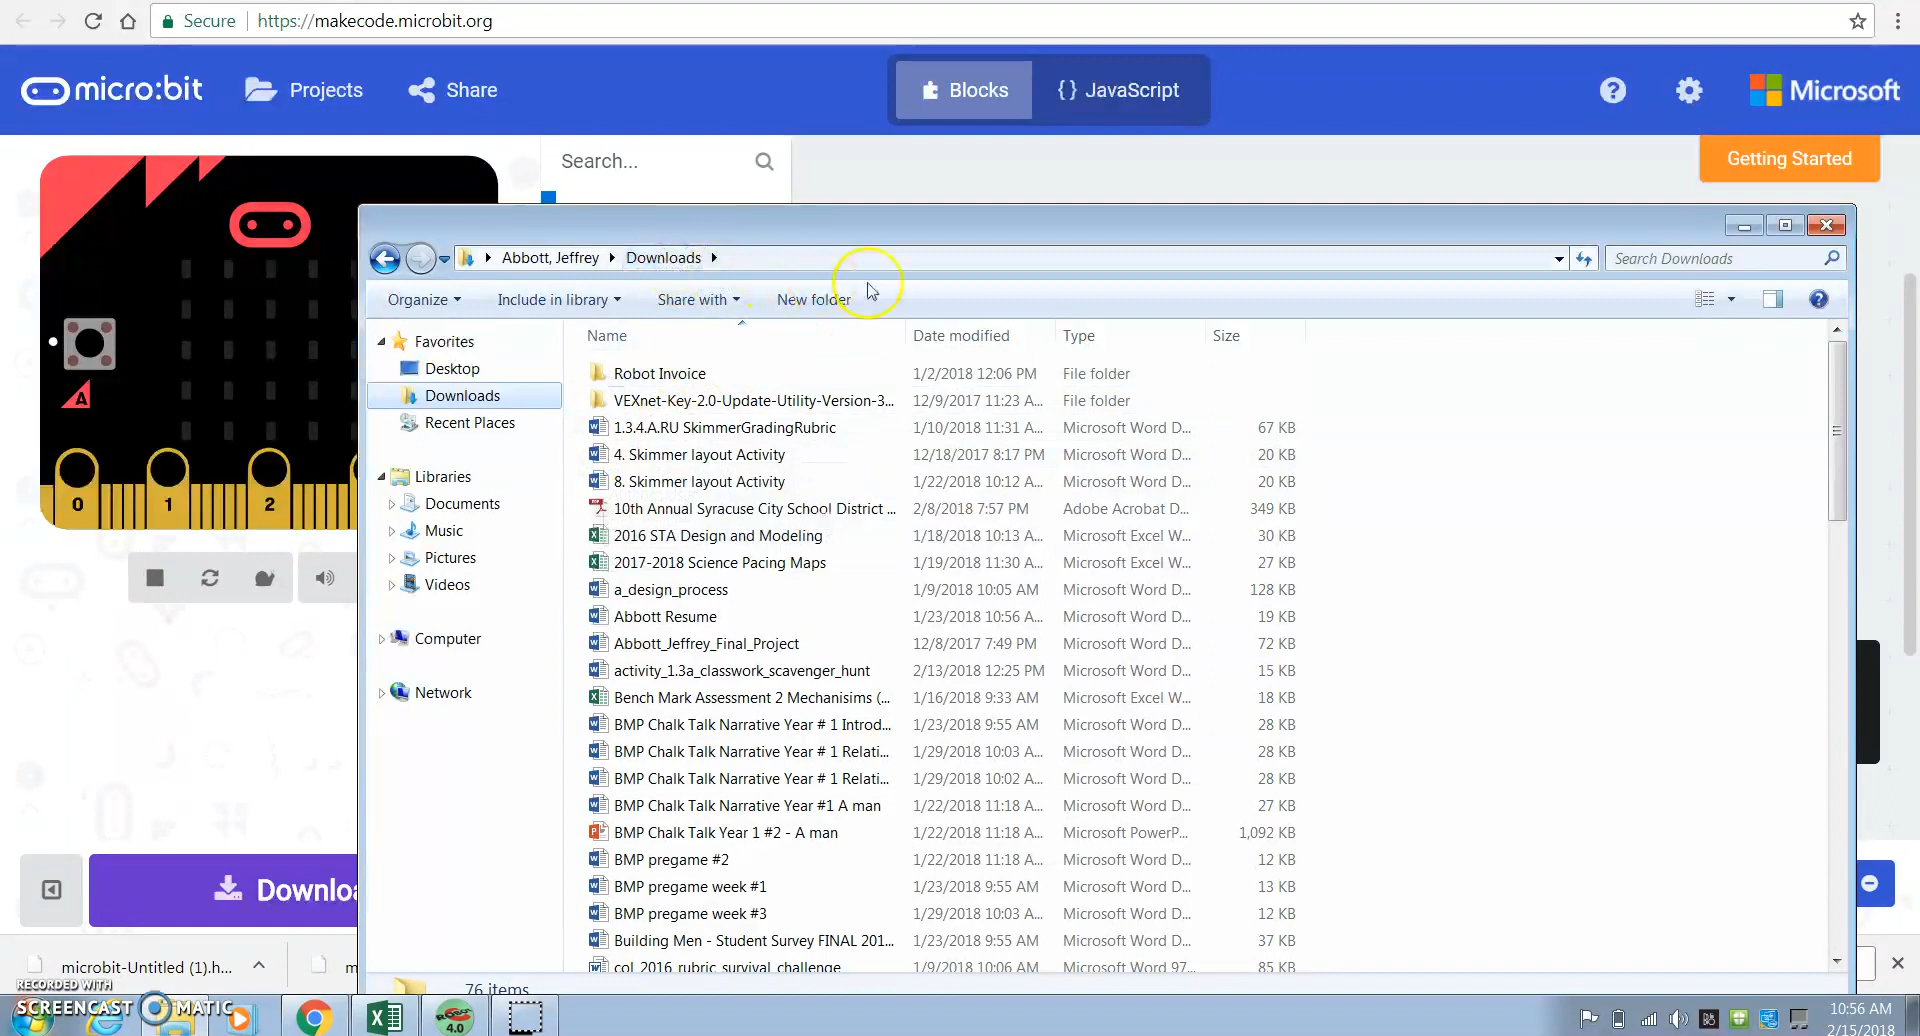 Secure https://makecode.microbit.org
micro:bit Projects Share Blocks {} JavaScript ? Microsoft
Search... Getting Started
Abbott, Jeffrey Downloads Search Downloads
Organize Include in library Share with New folder
Name Date modified Type Size
Favorites
Desktop
Downloads
Recent Places
Libraries
Documents
Music
Pictures
Videos
Computer
Network
Robot Invoice 1/2/2018 12:06 PM File folder
VEXnet-Key-2.0-Update-Utility-Version-3... 12/9/2017 11:23 A... File folder
1.3.4.A.RU SkimmerGradingRubric 1/10/2018 11:31 A... Microsoft Word D... 67 KB
4. Skimmer layout Activity 12/18/2017 8:17 PM Microsoft Word D... 20 KB
8. Skimmer layout Activity 1/22/2018 10:12 A... Microsoft Word D... 20 KB
10th Annual Syracuse City School District ... 2/8/2018 7:57 PM Adobe Acrobat D... 349 KB
2016 STA Design and Modeling 1/18/2018 10:13 A... Microsoft Excel W... 30 KB
2017-2018 Science Pacing Maps 1/19/2018 11:30 A... Microsoft Excel W... 27 KB
a_design_process 1/9/2018 10:05 AM Microsoft Word D... 128 KB
Abbott Resume 1/23/2018 10:56 A... Microsoft Word D... 19 KB
Abbott_Jeffrey_Final_Project 12/8/2017 7:49 PM Microsoft Word D... 72 KB
activity_1.3a_classwork_scavenger_hunt 2/13/2018 12:25 PM Microsoft Word D... 15 KB
Bench Mark Assessment 2 Mechanisims (... 1/16/2018 9:33 AM Microsoft Excel W... 18 KB
BMP Chalk Talk Narrative Year # 1 Introd... 1/23/2018 9:55 AM Microsoft Word D... 28 KB
BMP Chalk Talk Narrative Year # 1 Relati... 1/29/2018 10:03 A... Microsoft Word D... 28 KB
BMP Chalk Talk Narrative Year # 1 Relati... 1/29/2018 10:02 A... Microsoft Word D... 28 KB
BMP Chalk Talk Narrative Year #1 A man 1/22/2018 11:18 A... Microsoft Word D... 27 KB
BMP Chalk Talk Year 1 #2 - A man 1/22/2018 11:18 A... Microsoft PowerP... 1,092 KB
BMP pregame #2 1/22/2018 11:18 A... Microsoft Word D... 12 KB
BMP pregame week #1 1/23/2018 9:55 AM Microsoft Word D... 13 KB
BMP pregame week #3 1/29/2018 10:03 A... Microsoft Word D... 12 KB
Building Men - Student Survey FINAL 201... 1/23/2018 9:55 AM Microsoft Word D... 37 KB
col_2016_rubric_survival_challenge 1/9/2018 10:06 AM Microsoft Word 97... 85 KB
76 items
A
0 1 2
Downloa
microbit-Untitled (1).h... m
RECORDED WITH
SCREENCAST MATIC
4.0
10:56 AM
2/15/2018